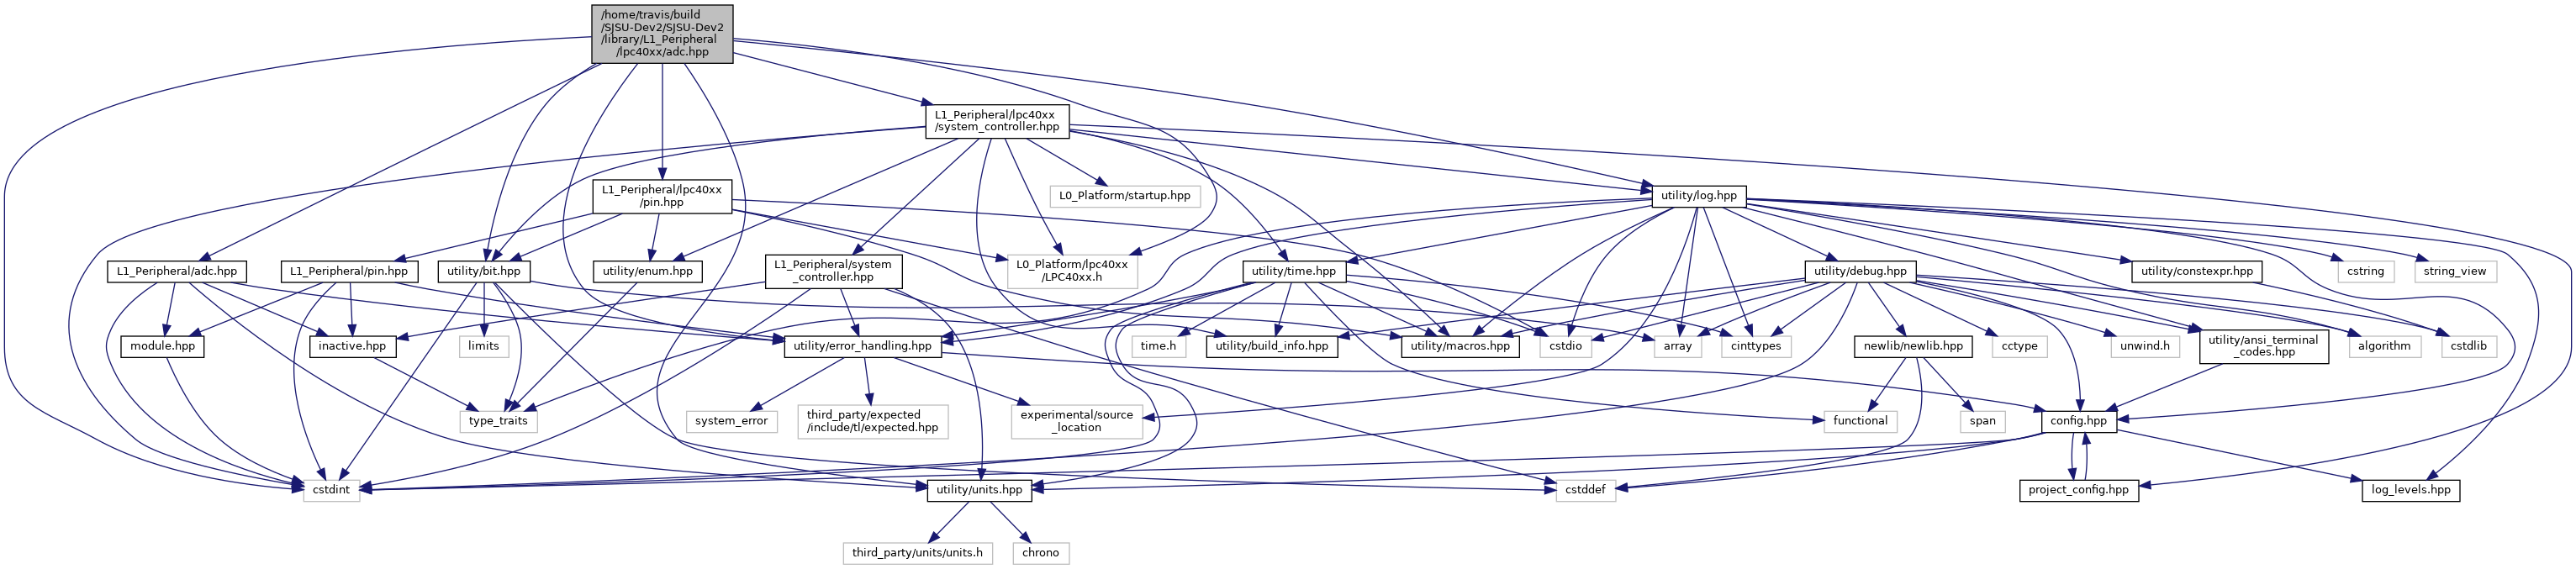 /home/travis/build
/SJSU-Dev2/SJSU-Dev2
/library/L1_Peripheral
/lpc40xx/adc.hpp
L1_Peripheral/lpc40xx
/system_controller.hpp
L1_Peripheral/lpc40xx
/pin.hpp
L0_Platform/startup.hpp
utility/log.hpp
L1_Peripheral/adc.hpp
L1_Peripheral/pin.hpp
utility/bit.hpp
utility/enum.hpp
L1_Peripheral/system
_controller.hpp
L0_Platform/lpc40xx
/LPC40xx.h
utility/time.hpp
utility/debug.hpp
utility/constexpr.hpp
cstring
string_view
module.hpp
inactive.hpp
limits
utility/error_handling.hpp
time.h
utility/build_info.hpp
utility/macros.hpp
cstdio
array
cinttypes
newlib/newlib.hpp
cctype
unwind.h
utility/ansi_terminal
_codes.hpp
algorithm
cstdlib
type_traits
system_error
third_party/expected
/include/tl/expected.hpp
experimental/source
_location
functional
span
config.hpp
cstdint
utility/units.hpp
cstddef
project_config.hpp
log_levels.hpp
third_party/units/units.h
chrono